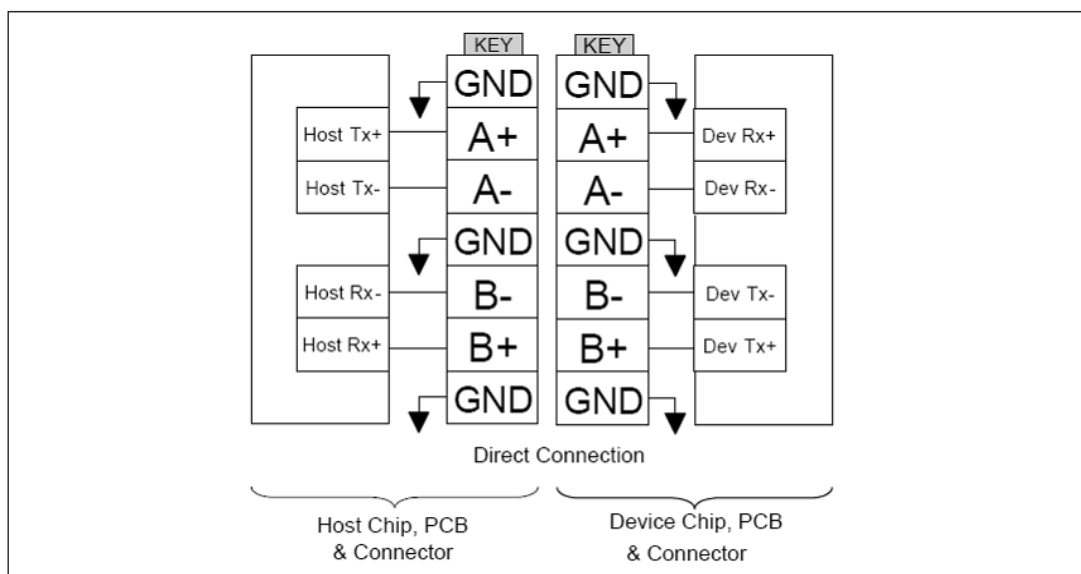 KEY KEY
GND GND
Host Tx+ A+ A+ Dev Rx+
Host Tx- A- A- Dev Rx-
GND GND
Host Rx- B- B- Dev Tx-
Host Rx+ B+ B+ Dev Tx+
GND GND
Direct Connection
Host Chip, PCB
& Connector
Device Chip, PCB
& Connector